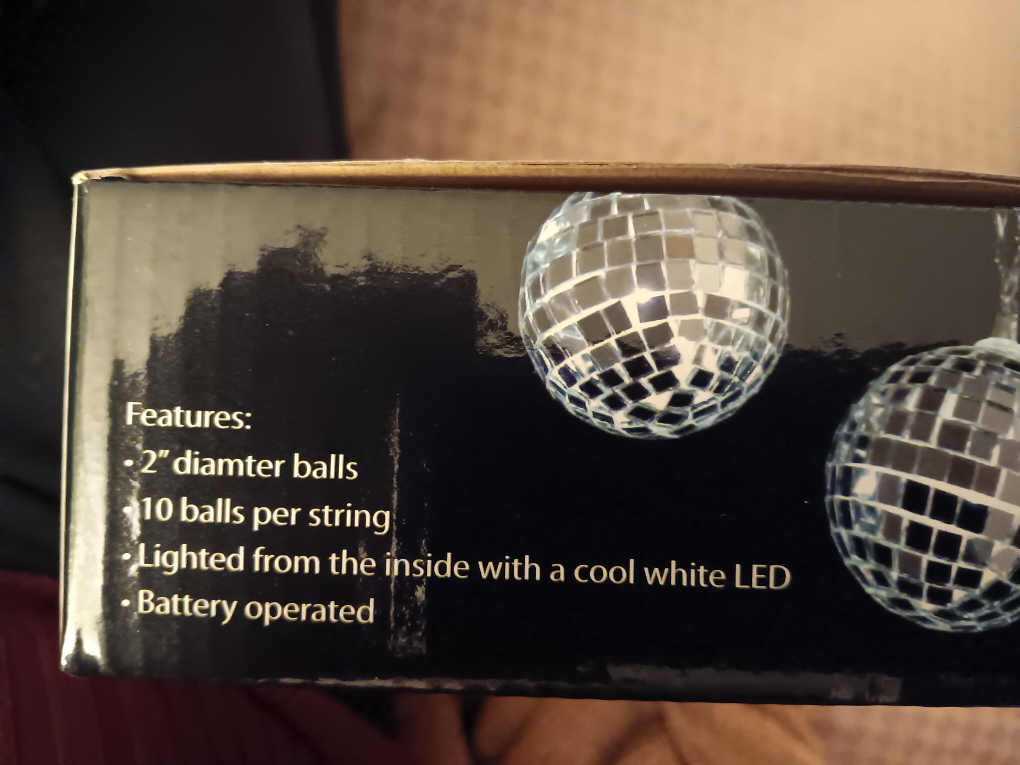 Features:
• 2" diamter balls
• 10 balls per string
• Lighted from the inside with a cool white LED
• Battery operated